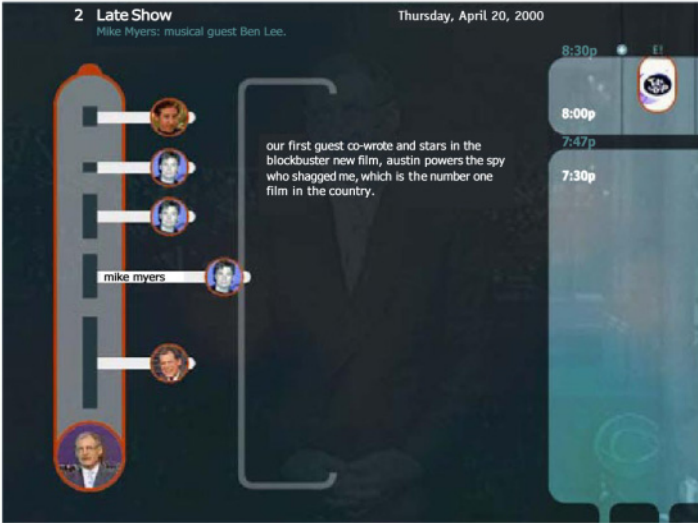 2 Late Show
Thursday, April 20, 2000
Mike Myers: musical guest Ben Lee.
8:30p
E!
8:00p
7:47p
7:30p
our first guest co-wrote and stars in the
blockbuster new film, austin powers the spy
who shagged me, which is the number one
film in the country.
mike myers